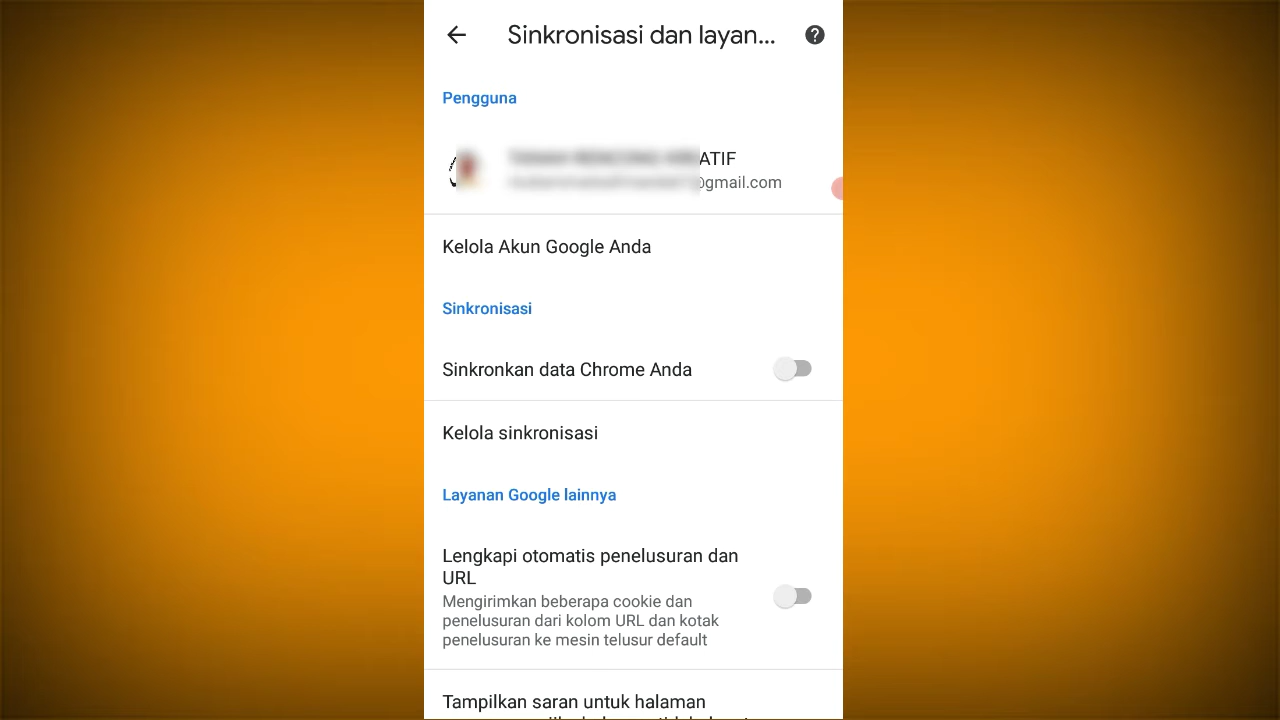 Sinkronisasi dan layan...
Pengguna
ATIF
@gmail.com
Kelola Akun Google Anda
Sinkronisasi
Sinkronkan data Chrome Anda
Kelola sinkronisasi
Layanan Google lainnya
Lengkapi otomatis penelusuran dan
URL
Mengirimkan beberapa cookie dan
penelusuran dari kolom URL dan kotak
penelusuran ke mesin telusur default
Tampilkan saran untuk halaman